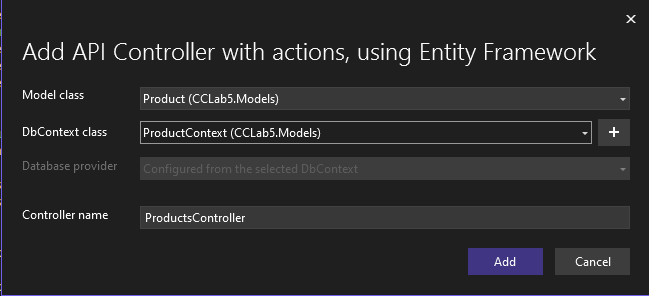 Add API Controller with actions, using Entity Framework
Model class Product (CCLab5.Models)
DbContext class ProductContext (CCLab5.Models)
Database provider Configured from the selected DbContext
Controller name ProductsController
Add Cancel